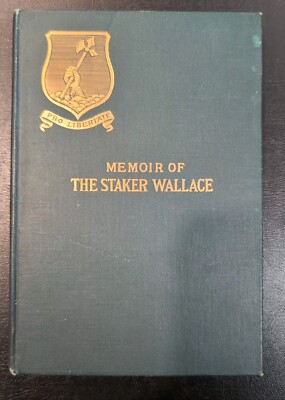 PRO LIBERTATE
MEMOIR OF
THE STAKER WALLACE